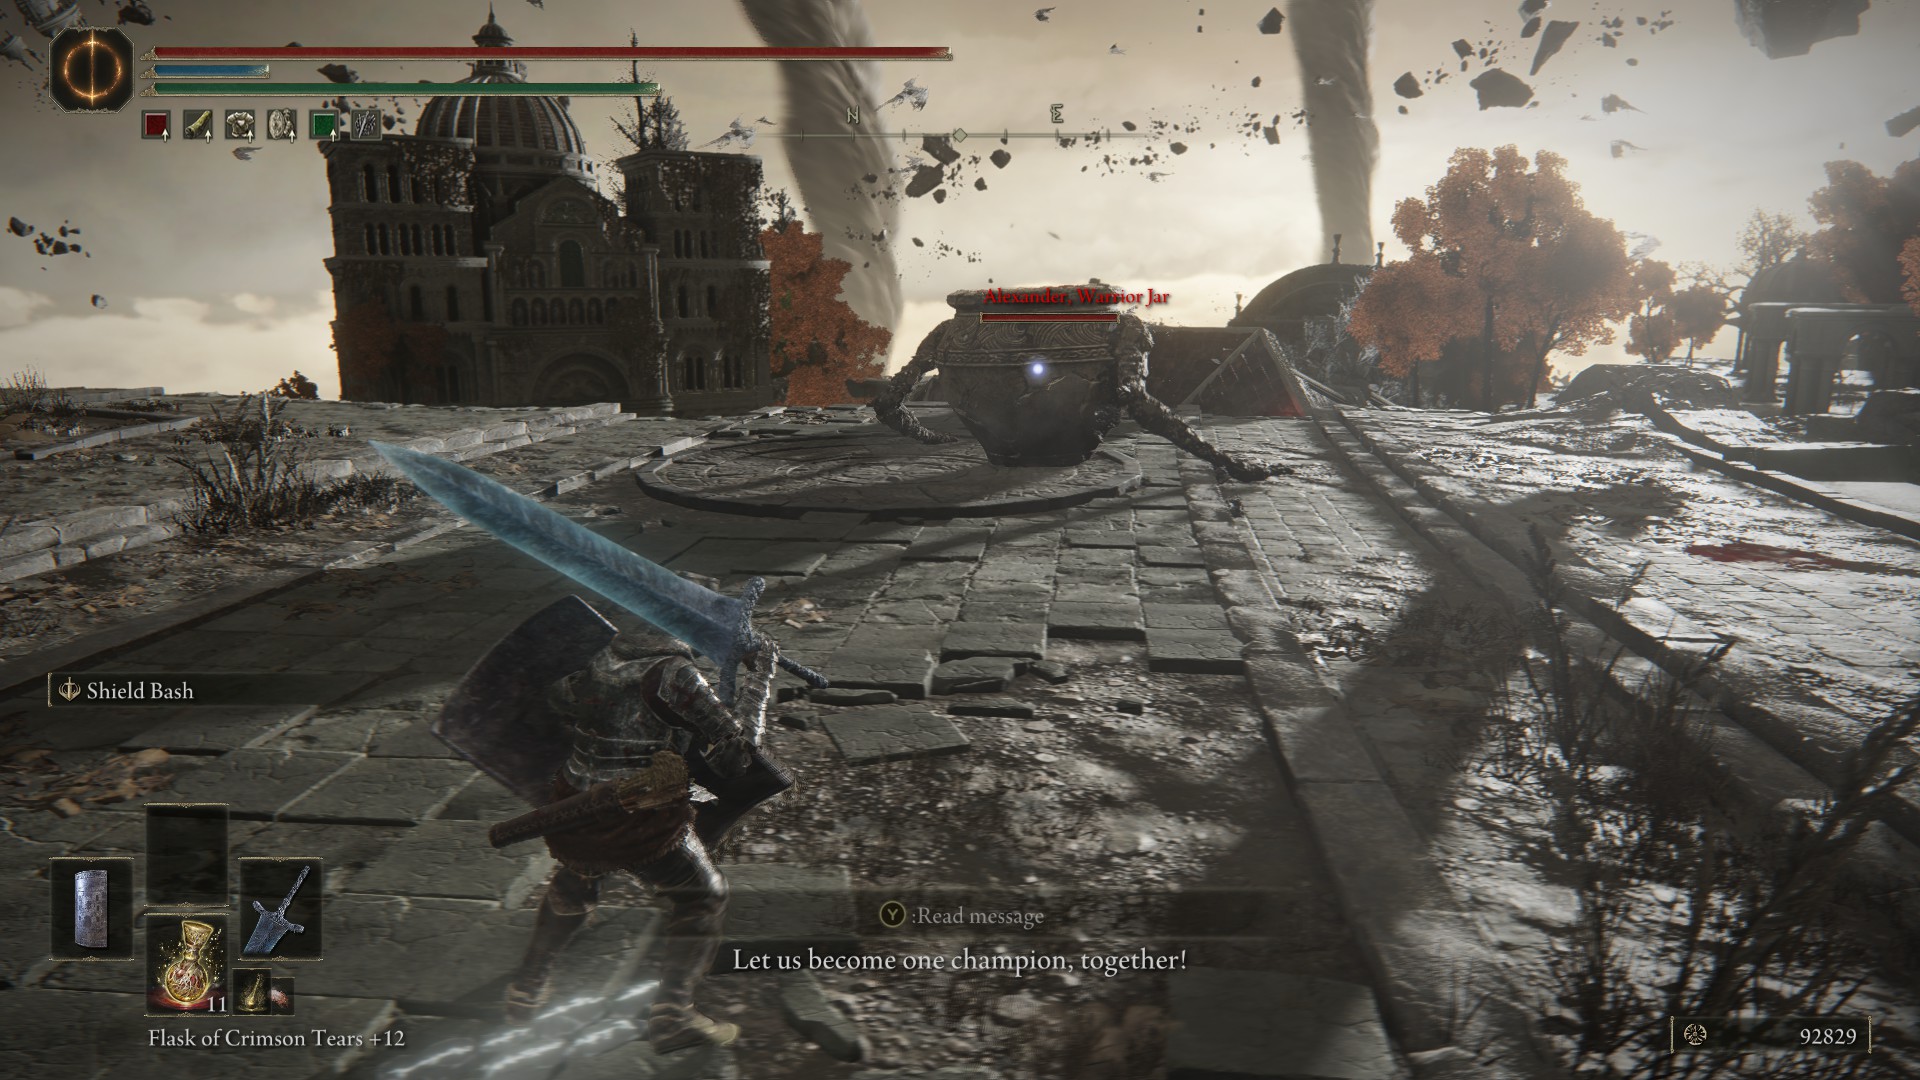 N
E
Alexander, Warrior Jar
Shield Bash
Y :Read message
Let us become one champion, together!
11
Flask of Crimson Tears +12
92829